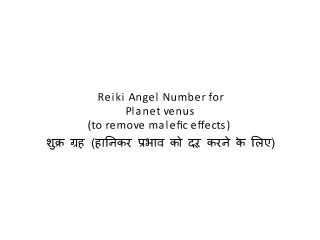 Reiki Angel Number for
Planet venus
(to remove malefic effects)
शुक्र ग्रह (हानिकर प्रभाव को दूर करने के लिए)